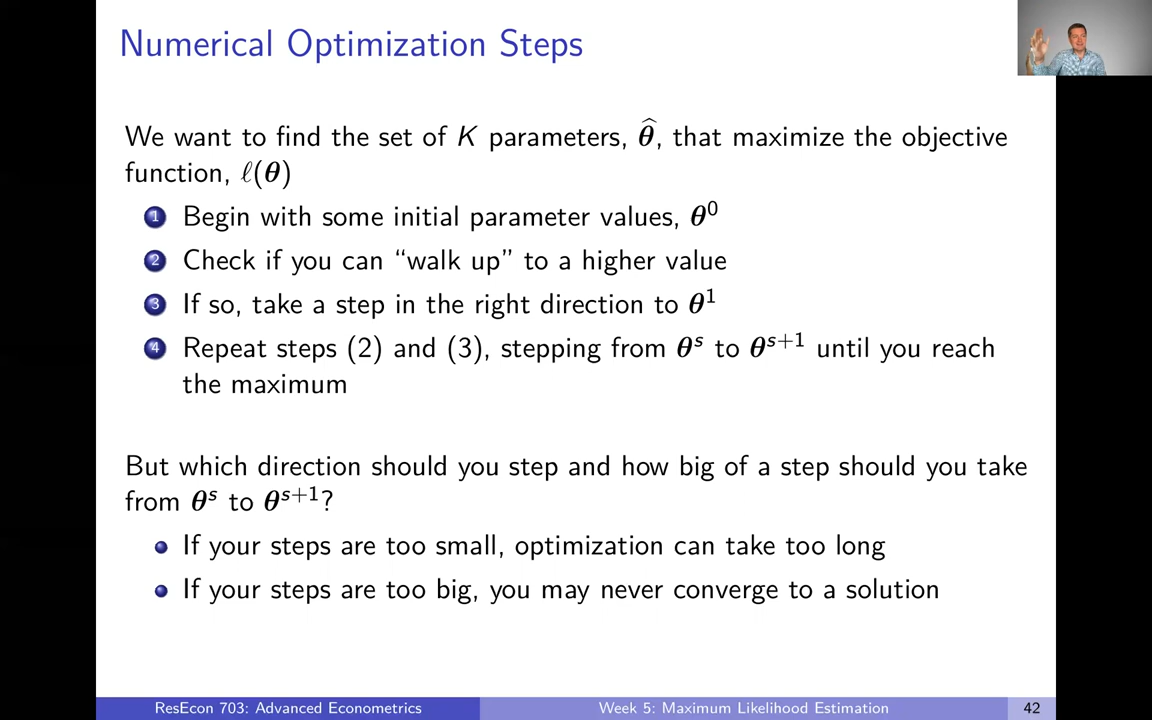 Numerical Optimization Steps
We want to find the set of K parameters, θ̂, that maximize the objective
function, ℓ(θ)
1 Begin with some initial parameter values, θ⁰
2 Check if you can “walk up” to a higher value
3 If so, take a step in the right direction to θ¹
4 Repeat steps (2) and (3), stepping from θˢ to θˢ⁺¹ until you reach
the maximum
But which direction should you step and how big of a step should you take
from θˢ to θˢ⁺¹?
• If your steps are too small, optimization can take too long
• If your steps are too big, you may never converge to a solution
ResEcon 703: Advanced Econometrics Week 5: Maximum Likelihood Estimation 42